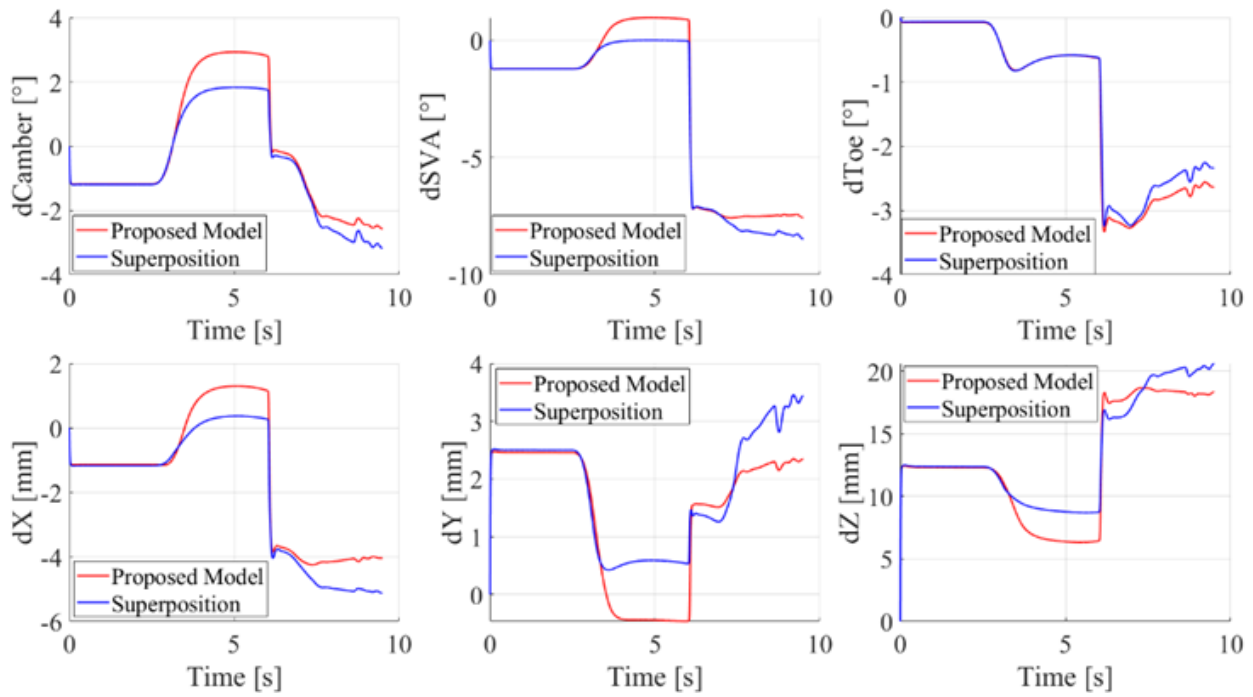 dCamber [°]
4
2
0
-2
-4
Proposed Model
Superposition
0
5
10
Time [s]
dSVA [°]
0
-5
-10
Proposed Model
Superposition
0
5
10
Time [s]
dToe [°]
0
-1
-2
-3
-4
Proposed Model
Superposition
0
5
10
Time [s]
dX [mm]
2
0
-2
-4
-6
Proposed Model
Superposition
0
5
10
Time [s]
dY [mm]
4
3
2
1
0
Proposed Model
Superposition
0
5
10
Time [s]
dZ [mm]
20
15
10
5
0
Proposed Model
Superposition
0
5
10
Time [s]